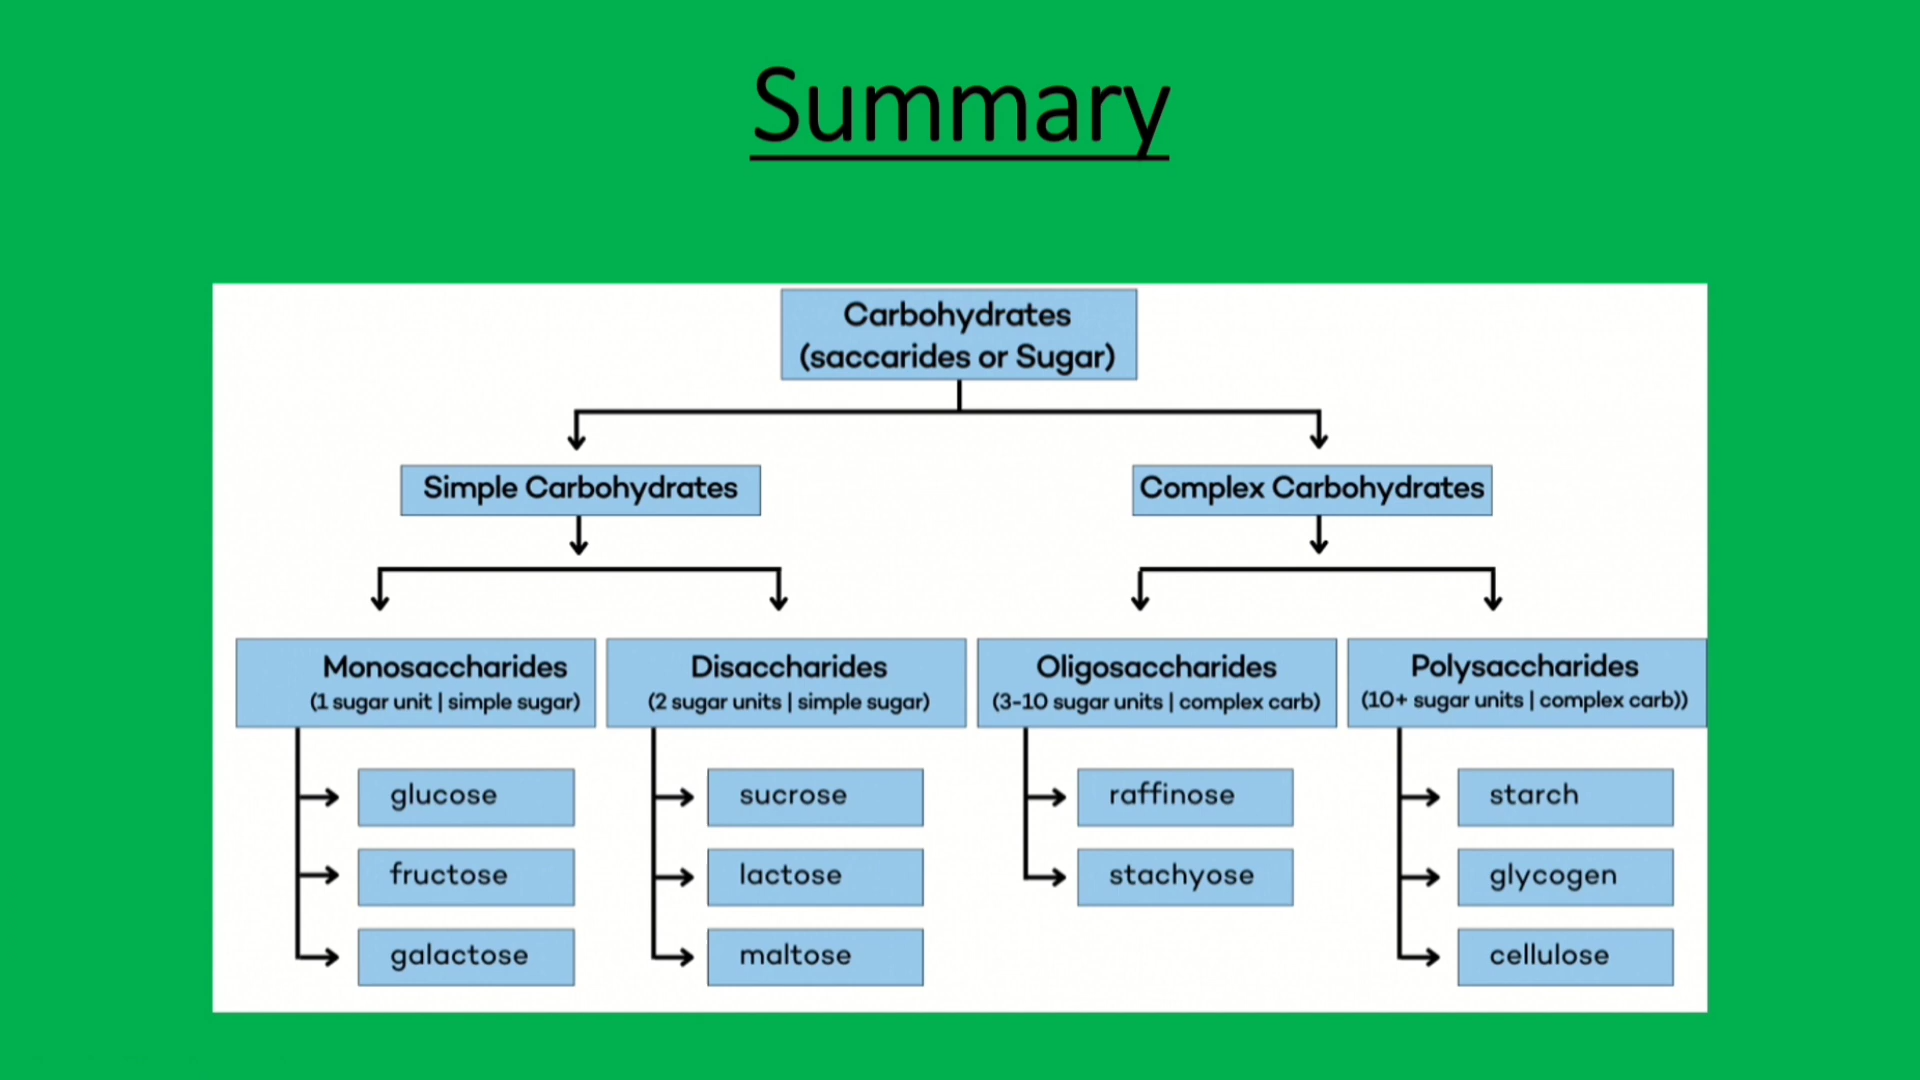 Summary
Carbohydrates
(saccarides or Sugar)
Simple Carbohydrates
Complex Carbohydrates
Monosaccharides
(1 sugar unit | simple sugar)
Disaccharides
(2 sugar units | simple sugar)
Oligosaccharides
(3-10 sugar units | complex carb)
Polysaccharides
(10+ sugar units | complex carb))
glucose
fructose
galactose
sucrose
lactose
maltose
raffinose
stachyose
starch
glycogen
cellulose